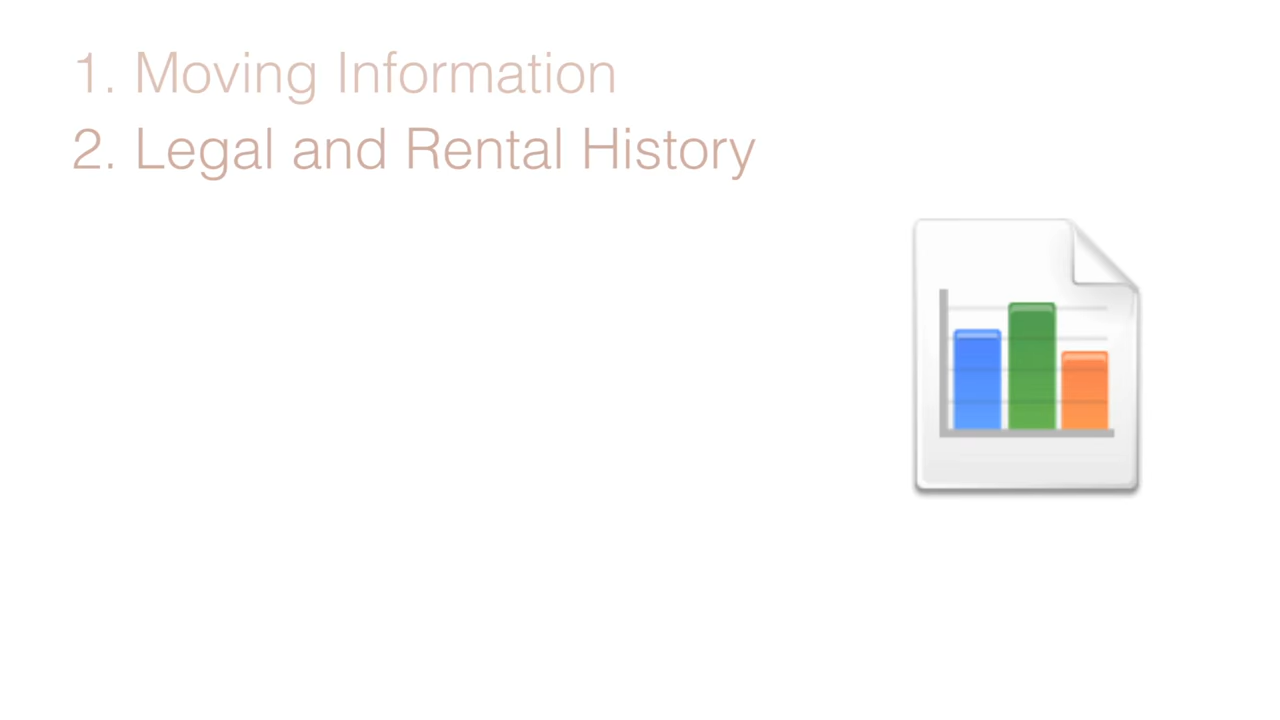 1. Moving Information
2. Legal and Rental History